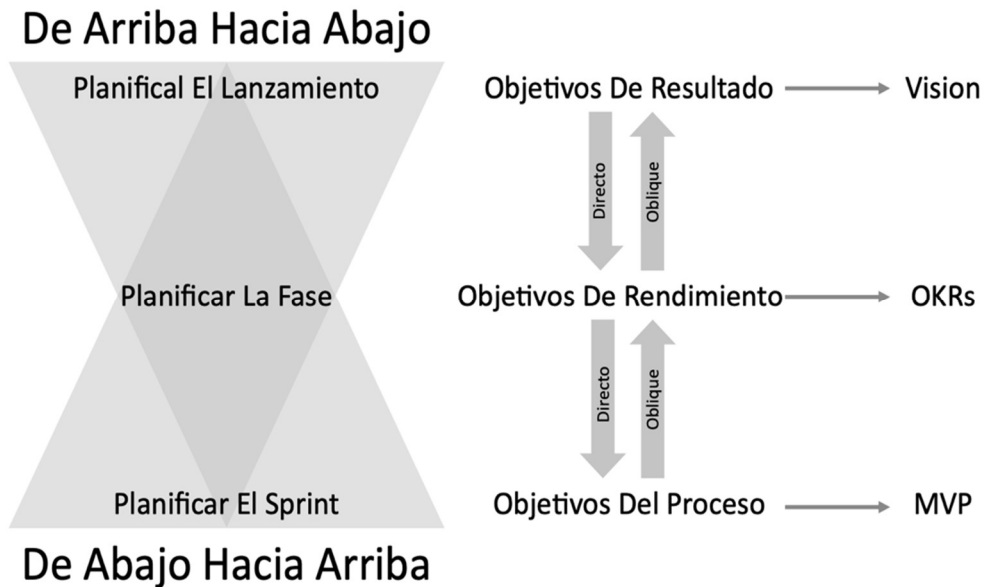 De Arriba Hacia Abajo
Planifical El Lanzamiento
Objetivos De Resultado
Vision
Directo
Oblique
Planificar La Fase
Objetivos De Rendimiento
OKRs
Directo
Oblique
Planificar El Sprint
Objetivos Del Proceso
MVP
De Abajo Hacia Arriba